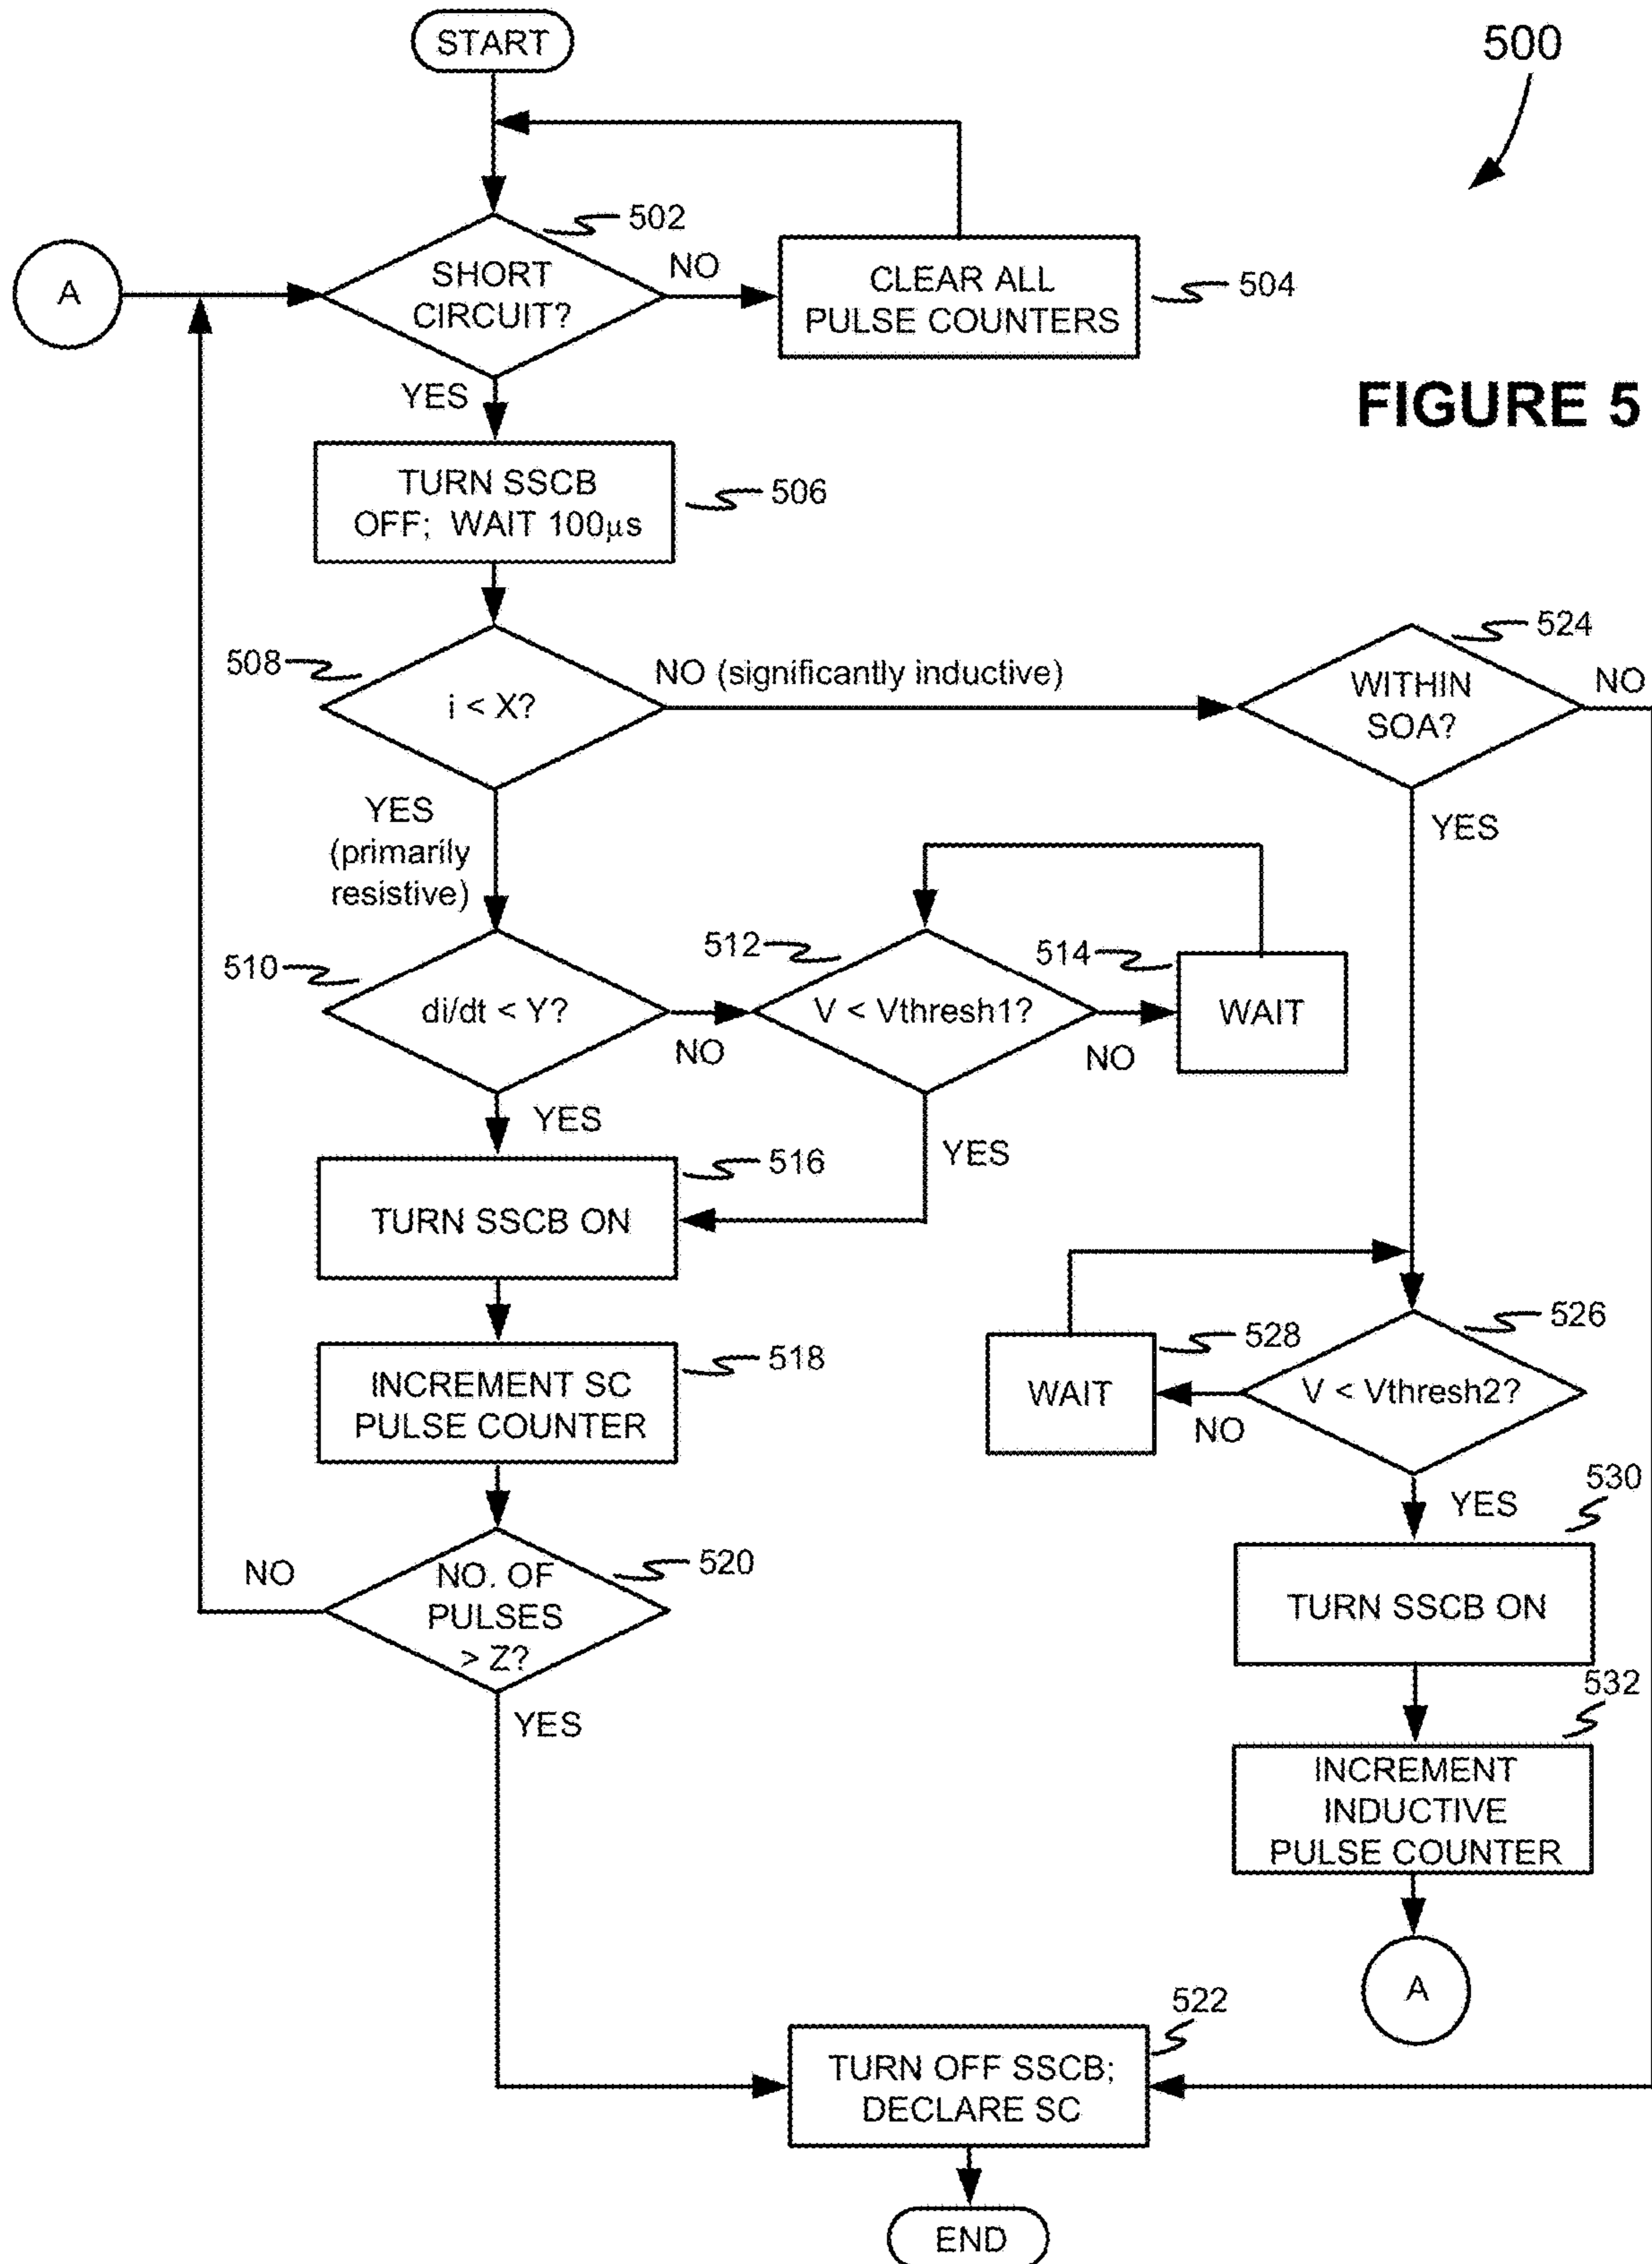 START
500
502
SHORT
CIRCUIT?
NO
CLEAR ALL
PULSE COUNTERS
504
A
YES
FIGURE 5
TURN SSCB
OFF; WAIT 100µs
506
508
i < X?
NO (significantly inductive)
524
WITHIN
SOA?
NO
YES
(primarily
resistive)
YES
510
di/dt < Y?
NO
512
V < Vthresh1?
NO
514
WAIT
YES
YES
516
TURN SSCB ON
518
INCREMENT SC
PULSE COUNTER
528
WAIT
NO
526
V < Vthresh2?
YES
530
TURN SSCB ON
NO
520
NO. OF
PULSES
> Z?
YES
532
INCREMENT
INDUCTIVE
PULSE COUNTER
A
522
TURN OFF SSCB;
DECLARE SC
END